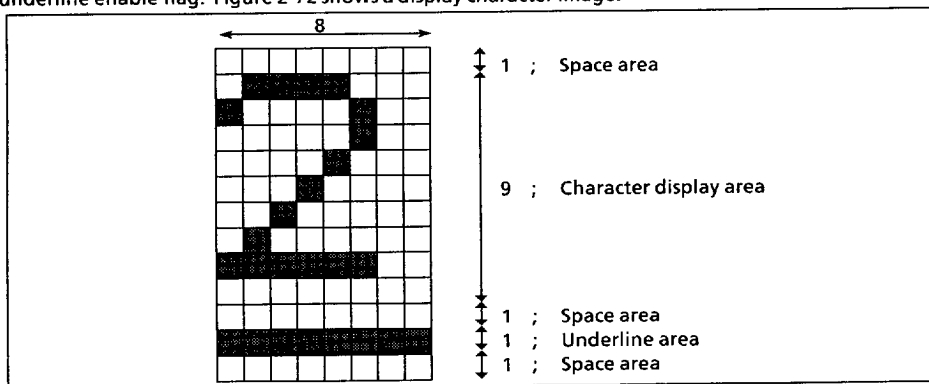 underline enable flag. Figure 2-72 shows a display character image.
8
1 ; Space area
9 ; Character display area
1 ; Space area
1 ; Underline area
1 ; Space area